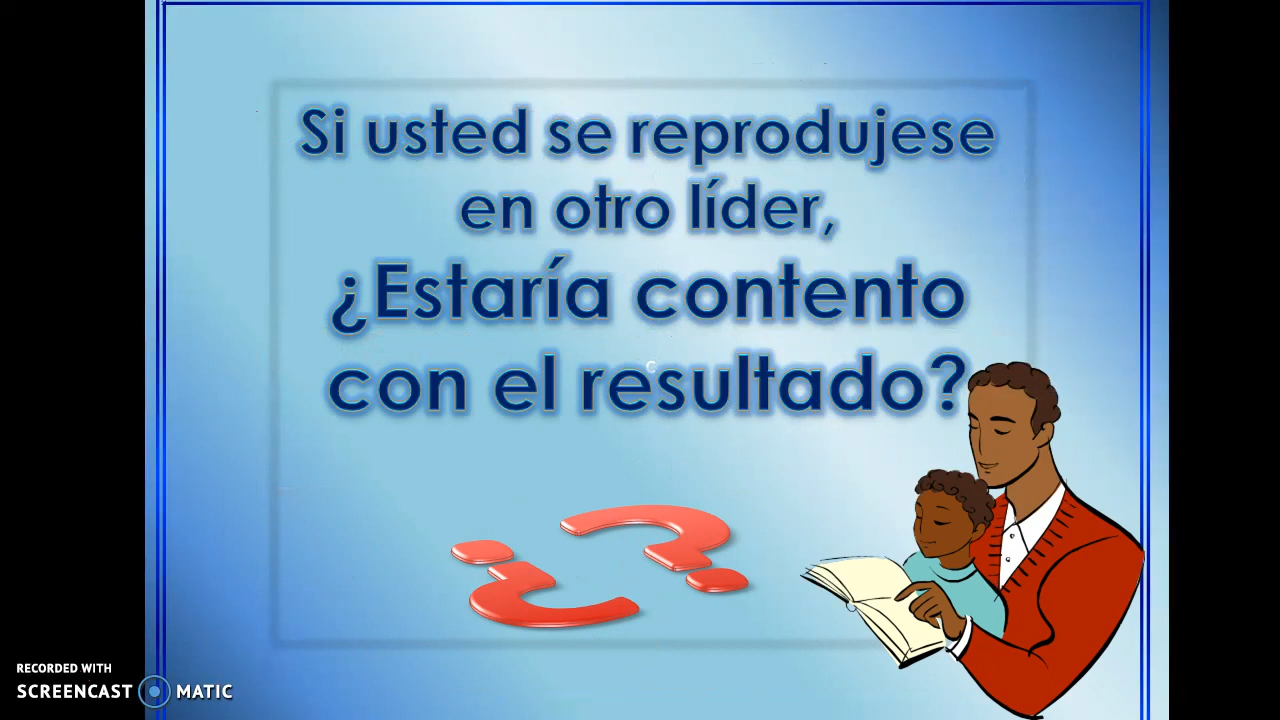 Si usted se reprodujese
en otro líder,
¿Estaría contento
con el resultado?
c
¿?
RECORDED WITH
SCREENCAST MATIC